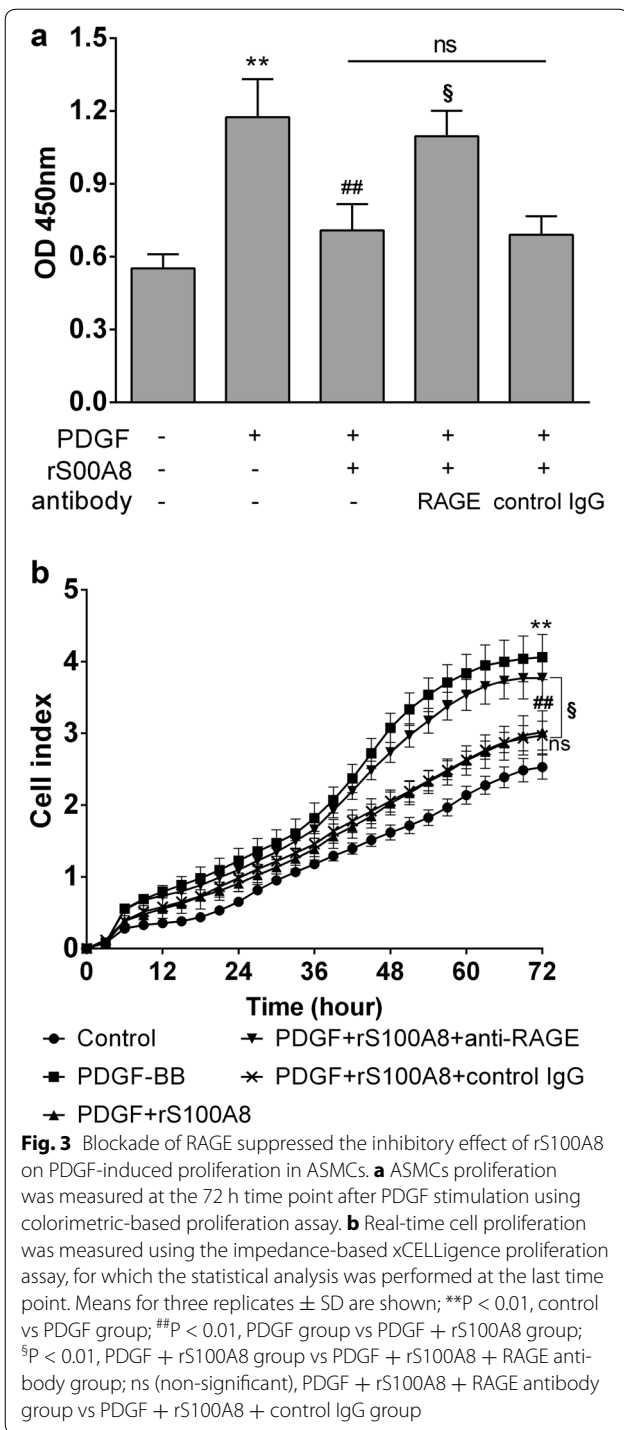 a
1.5
1.2
0.9
0.6
0.3
0.0
OD 450nm
**
##
§
ns
PDGF - + + + +
rS00A8 - - + + +
antibody - - - RAGE control IgG
b
5
4
3
2
1
0
Cell index
**
##
§
ns
0 12 24 36 48 60 72
Time (hour)
Control PDGF+rS100A8+anti-RAGE
PDGF-BB PDGF+rS100A8+control IgG
PDGF+rS100A8
Fig. 3 Blockade of RAGE suppressed the inhibitory effect of rS100A8
on PDGF-induced proliferation in ASMCs. a ASMCs proliferation
was measured at the 72 h time point after PDGF stimulation using
colorimetric-based proliferation assay. b Real-time cell proliferation
was measured using the impedance-based xCELLigence proliferation
assay, for which the statistical analysis was performed at the last time
point. Means for three replicates ± SD are shown; **P < 0.01, control
vs PDGF group; ##P < 0.01, PDGF group vs PDGF + rS100A8 group;
§P < 0.01, PDGF + rS100A8 group vs PDGF + rS100A8 + RAGE anti-
body group; ns (non-significant), PDGF + rS100A8 + RAGE antibody
group vs PDGF + rS100A8 + control IgG group